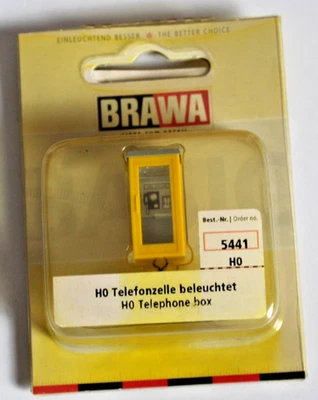 EINLEUCHTEND BESSER • THE BETTER CHOICE
BRAWA
Best.-Nr. | Order no.
5441
H0
H0 Telefonzelle beleuchtet
H0 Telephone box